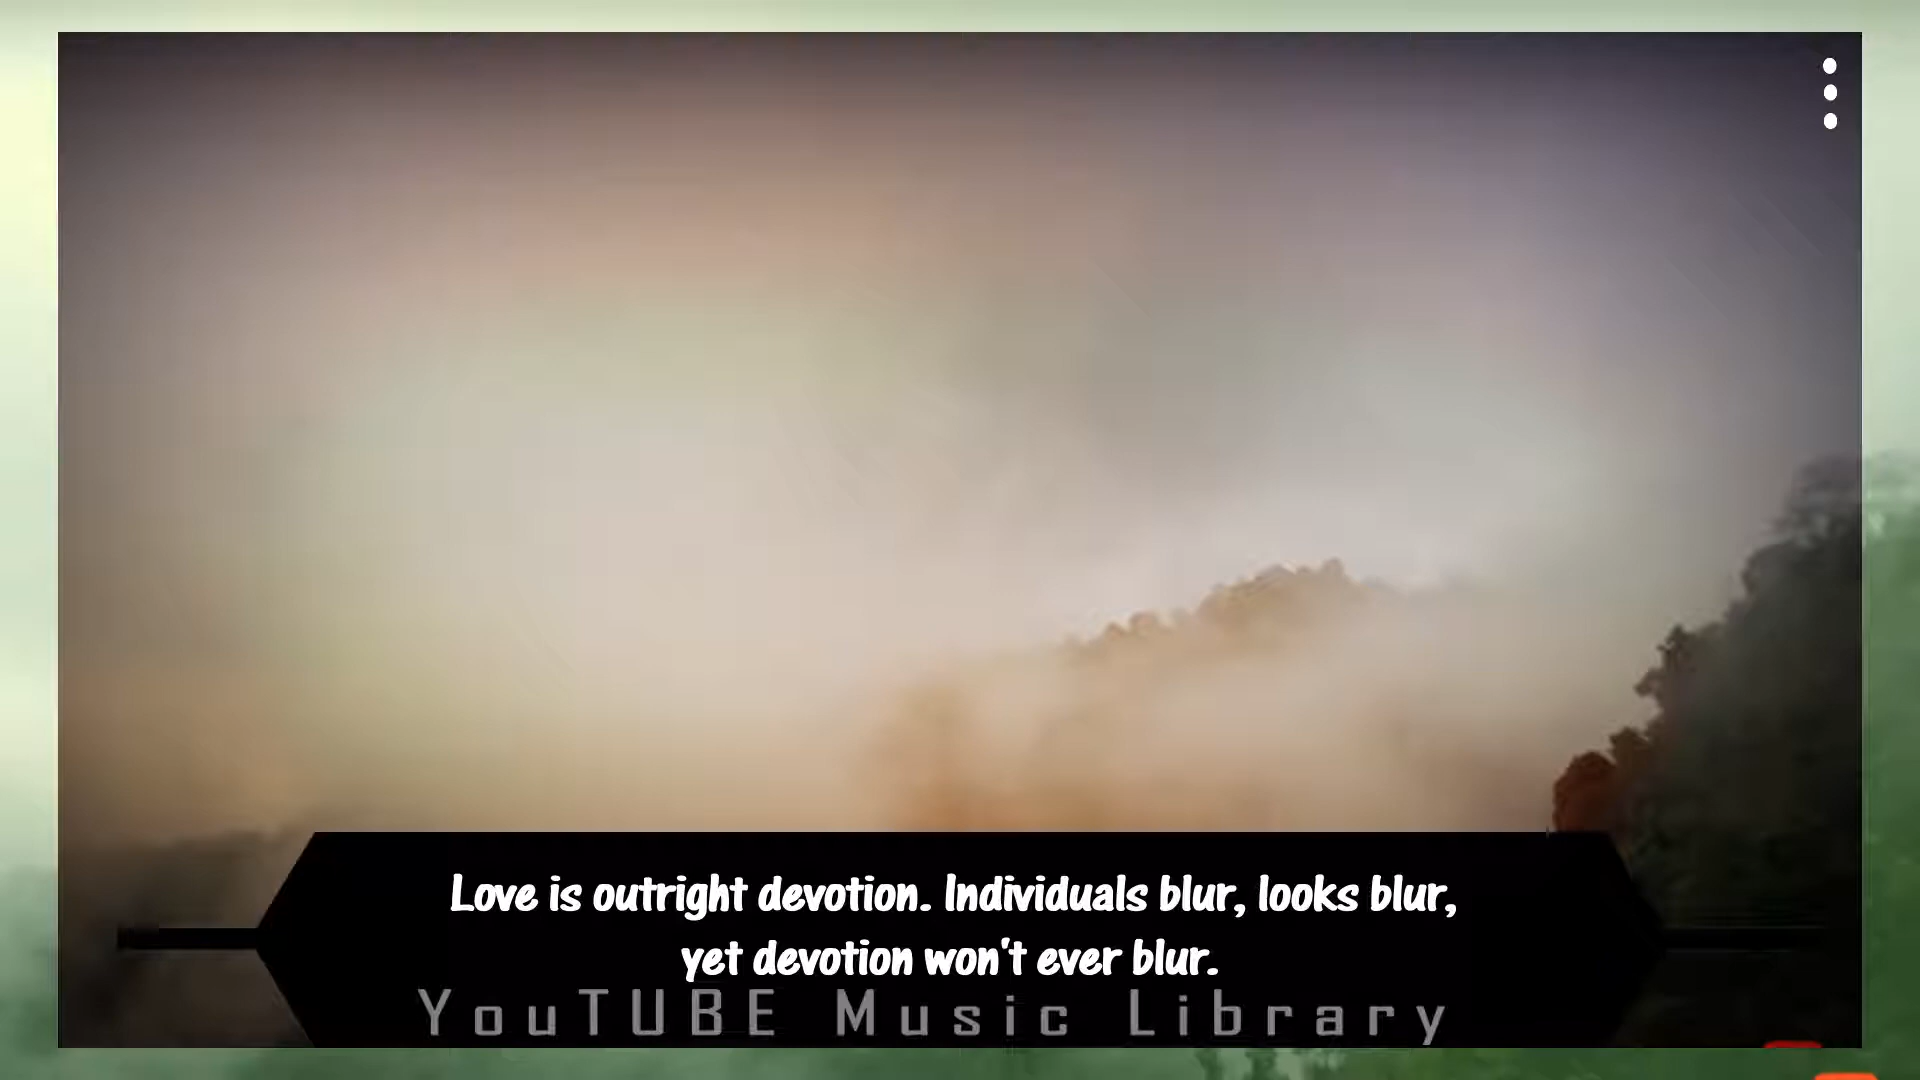 Love is outright devotion. Individuals blur, looks blur,
yet devotion won't ever blur.
YouTUBE Music Library